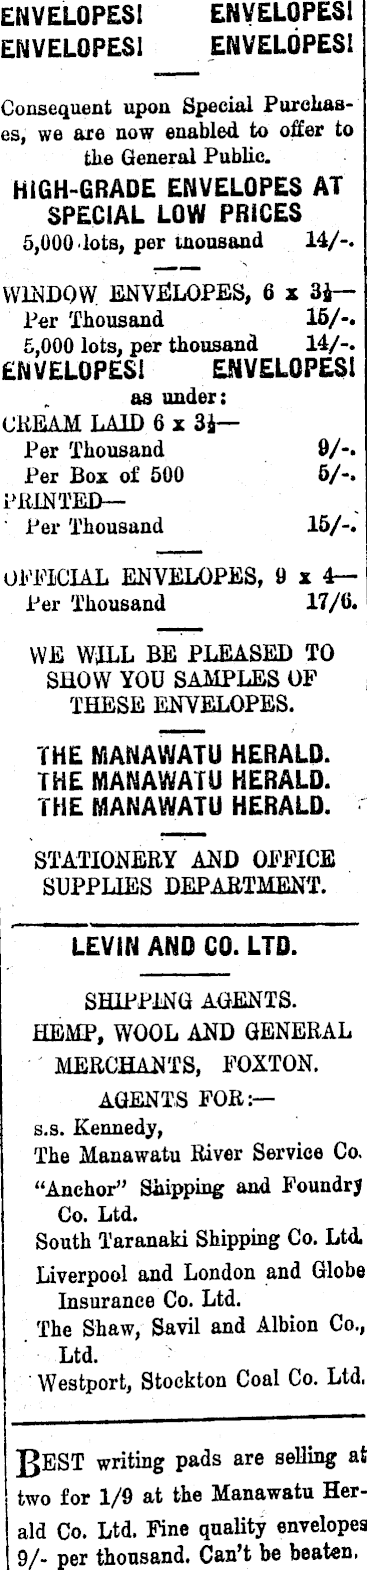 ENVELOPES! ENVELOPES!
ENVELOPES! ENVELOPES!
Consequent upon Special Purchas-
es, we are now enabled to offer to
the General Public.
HIGH-GRADE ENVELOPES AT
SPECIAL LOW PRICES
5,000 lots, per thousand 14/-.
WINDOW ENVELOPES, 6 x 3½—
Per Thousand 15/-.
5,000 lots, per thousand 14/-.
ENVELOPES! ENVELOPES!
as under:
CREAM LAID 6 x 3½—
Per Thousand 9/-.
Per Box of 500 5/-.
PRINTED—
Per Thousand 15/-.
OFFICIAL ENVELOPES, 9 x 4—
Per Thousand 17/6.
WE WILL BE PLEASED TO
SHOW YOU SAMPLES OF
THESE ENVELOPES.
THE MANAWATU HERALD.
THE MANAWATU HERALD.
THE MANAWATU HERALD.
STATIONERY AND OFFICE
SUPPLIES DEPARTMENT.
LEVIN AND CO. LTD.
SHIPPING AGENTS.
HEMP, WOOL AND GENERAL
MERCHANTS, FOXTON.
AGENTS FOR:—
s.s. Kennedy,
The Manawatu River Service Co.
"Anchor" Shipping and Foundry
Co. Ltd.
South Taranaki Shipping Co. Ltd.
Liverpool and London and Globe
Insurance Co. Ltd.
The Shaw, Savil and Albion Co.,
Ltd.
Westport, Stockton Coal Co. Ltd.
BEST writing pads are selling at
two for 1/9 at the Manawatu Her-
ald Co. Ltd. Fine quality envelopes
9/- per thousand. Can't be beaten.